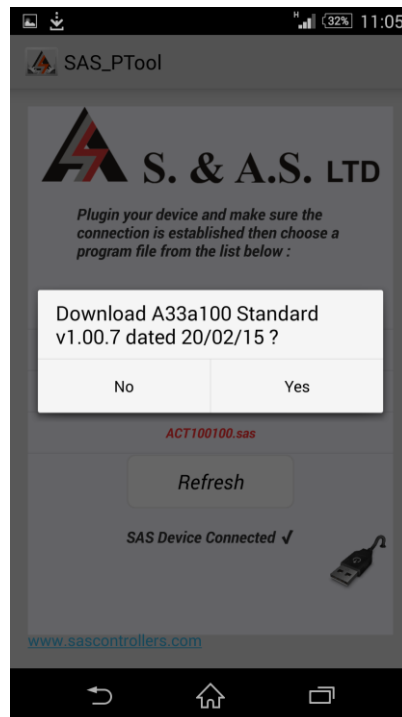 H 32% 11:05
SAS_PTool
S. & A.S. LTD
Plugin your device and make sure the
connection is established then choose a
program file from the list below :
Download A33a100 Standard
v1.00.7 dated 20/02/15 ?
No Yes
ACT100100.sas
Refresh
SAS Device Connected ✓
www.sascontrollers.com